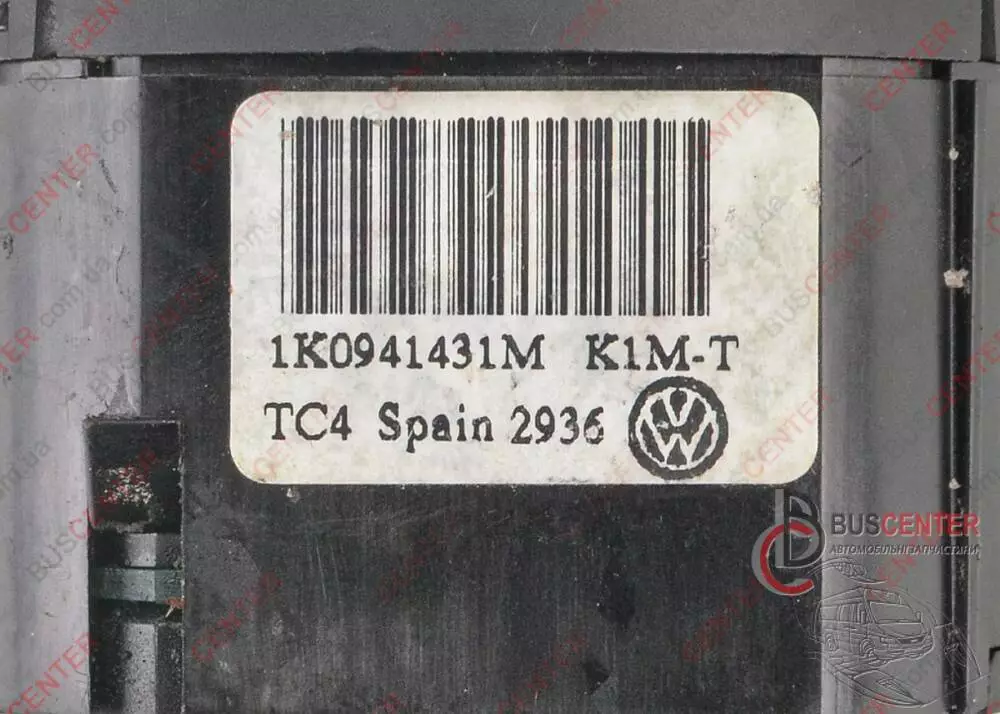 1K0941431M K1M-T
TC4 Spain 2936
BUSCENTER
АВТОМОБІЛЬНІ ЗАПЧАСТИНИ